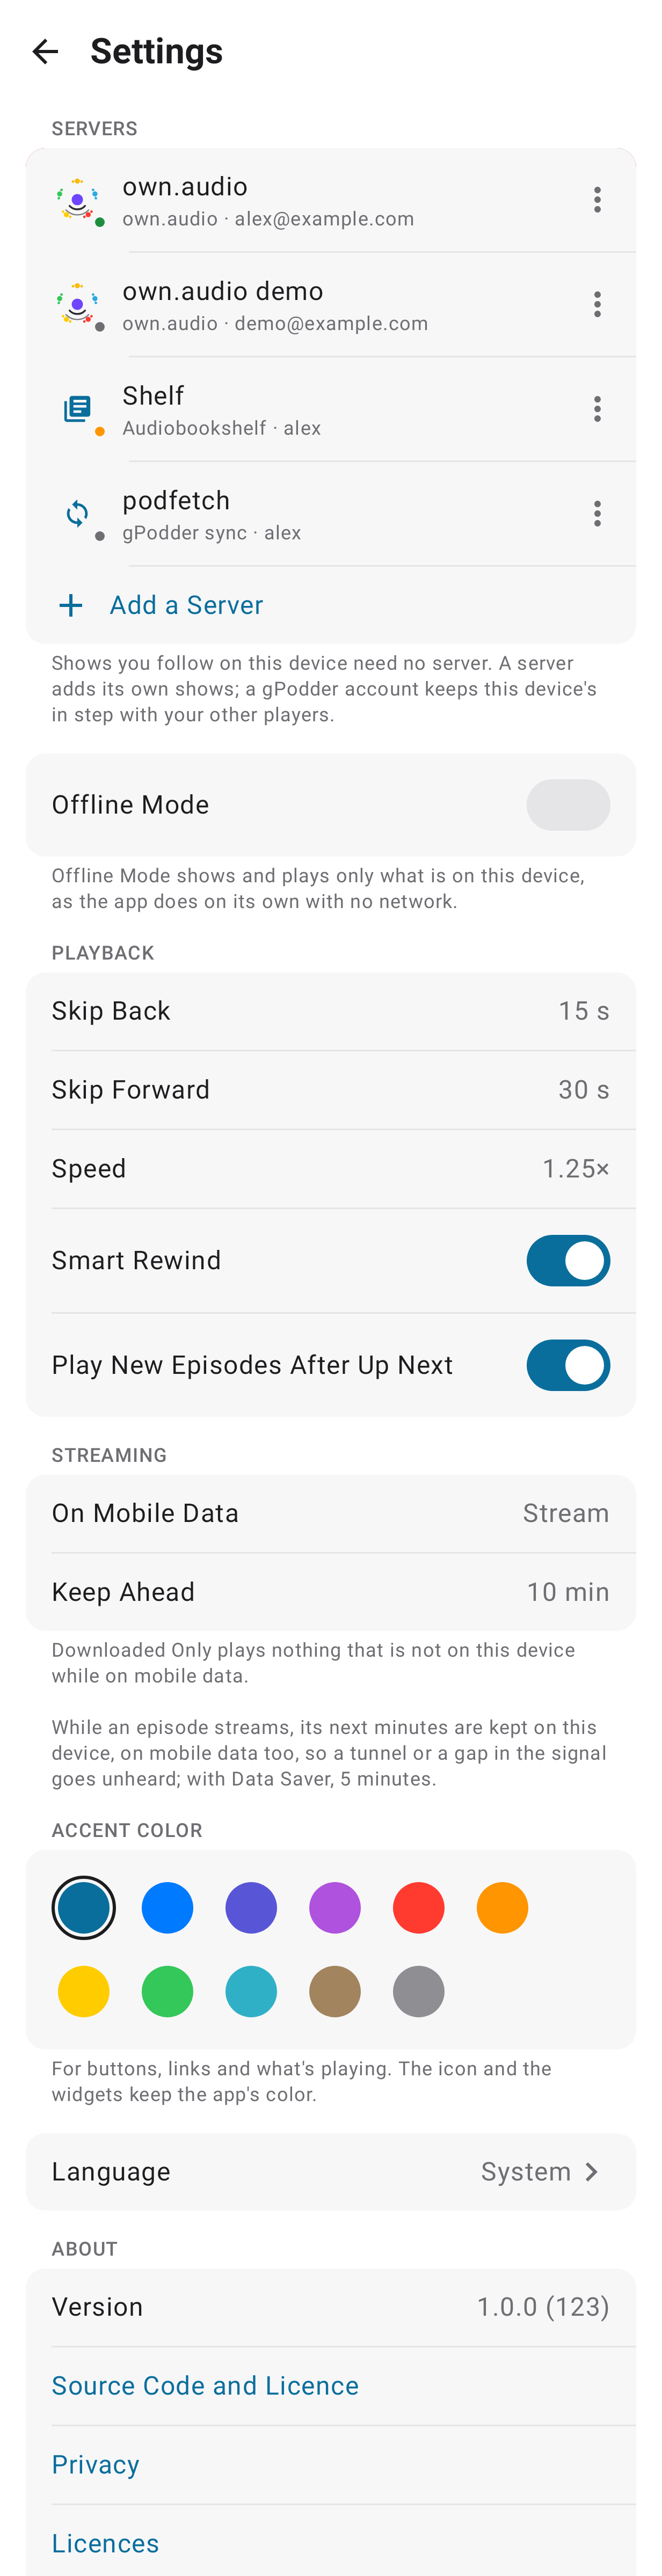 Settings
SERVERS
own.audio
own.audio · alex@example.com
own.audio demo
own.audio · demo@example.com
Shelf
Audiobookshelf · alex
podfetch
gPodder sync · alex
Add a Server
Shows you follow on this device need no server. A server
adds its own shows; a gPodder account keeps this device's
in step with your other players.
Offline Mode
Offline Mode shows and plays only what is on this device,
as the app does on its own with no network.
PLAYBACK
Skip Back 15 s
Skip Forward 30 s
Speed 1.25×
Smart Rewind
Play New Episodes After Up Next
STREAMING
On Mobile Data Stream
Keep Ahead 10 min
Downloaded Only plays nothing that is not on this device
while on mobile data.
While an episode streams, its next minutes are kept on this
device, on mobile data too, so a tunnel or a gap in the signal
goes unheard; with Data Saver, 5 minutes.
ACCENT COLOR
For buttons, links and what's playing. The icon and the
widgets keep the app's color.
Language System
ABOUT
Version 1.0.0 (123)
Source Code and Licence
Privacy
Licences